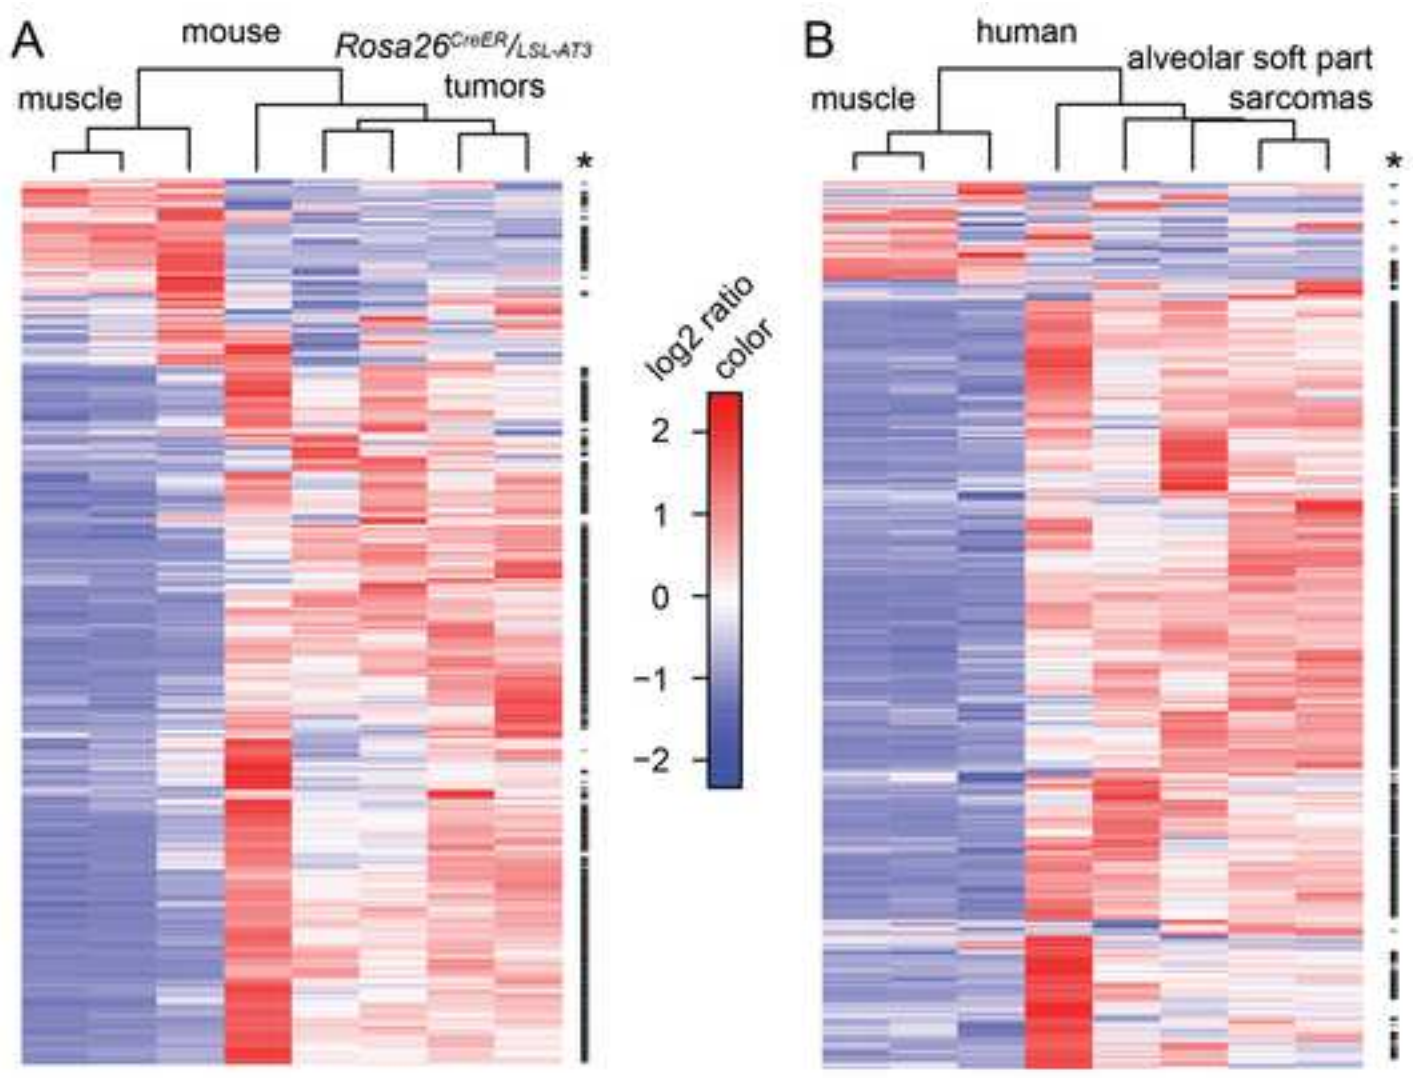 A
mouse
Rosa26CreER/LSL-AT3
tumors
muscle
*
log2 ratio
color
2
1
0
−1
−2
B
human
alveolar soft part
sarcomas
muscle
*